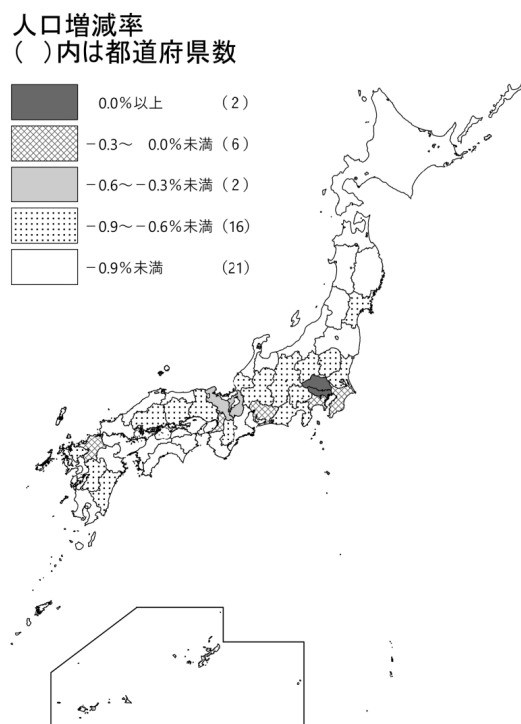 人口増減率
(　)内は都道府県数
0.0％以上　(2)
－0.3～　0.0％未満(6)
－0.6～－0.3％未満(2)
－0.9～－0.6％未満(16)
－0.9％未満　(21)